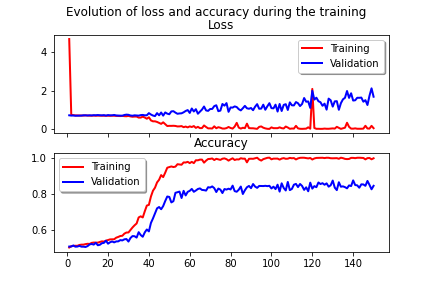 Evolution of loss and accuracy during the training
Loss
4
2
0
Training
Validation
Accuracy
1.0
0.8
0.6
Training
Validation
0 20 40 60 80 100 120 140